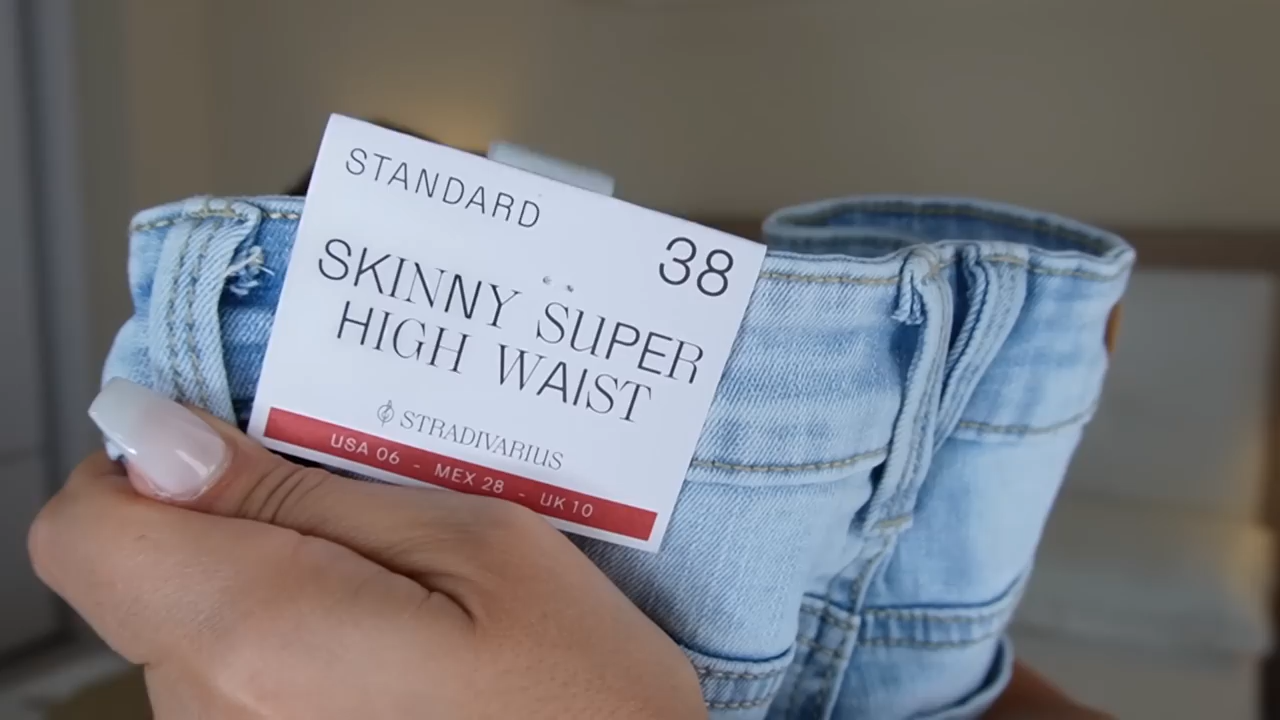 STANDARD
38
SKINNY SUPER
HIGH WAIST
STRADIVARIUS
USA 06 - MEX 28 - UK 10